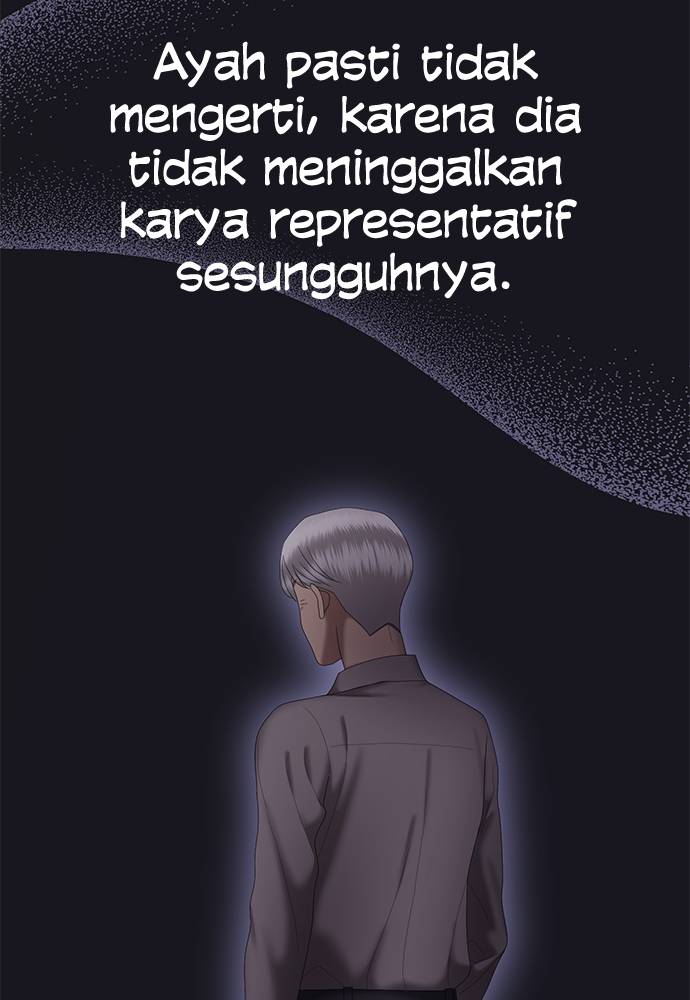 Ayah pasti tidak
mengerti, karena dia
tidak meninggalkan
karya representatif
sesungguhnya.